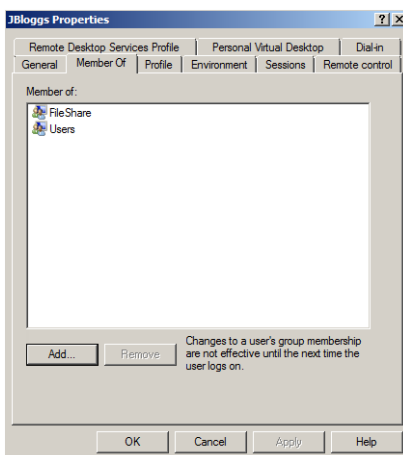 JBloggs Properties
? X
Remote Desktop Services Profile Personal Virtual Desktop Dial-in
General Member Of Profile Environment Sessions Remote control
Member of:
FileShare
Users
Add... Remove
Changes to a user's group membership
are not effective until the next time the
user logs on.
OK Cancel Apply Help